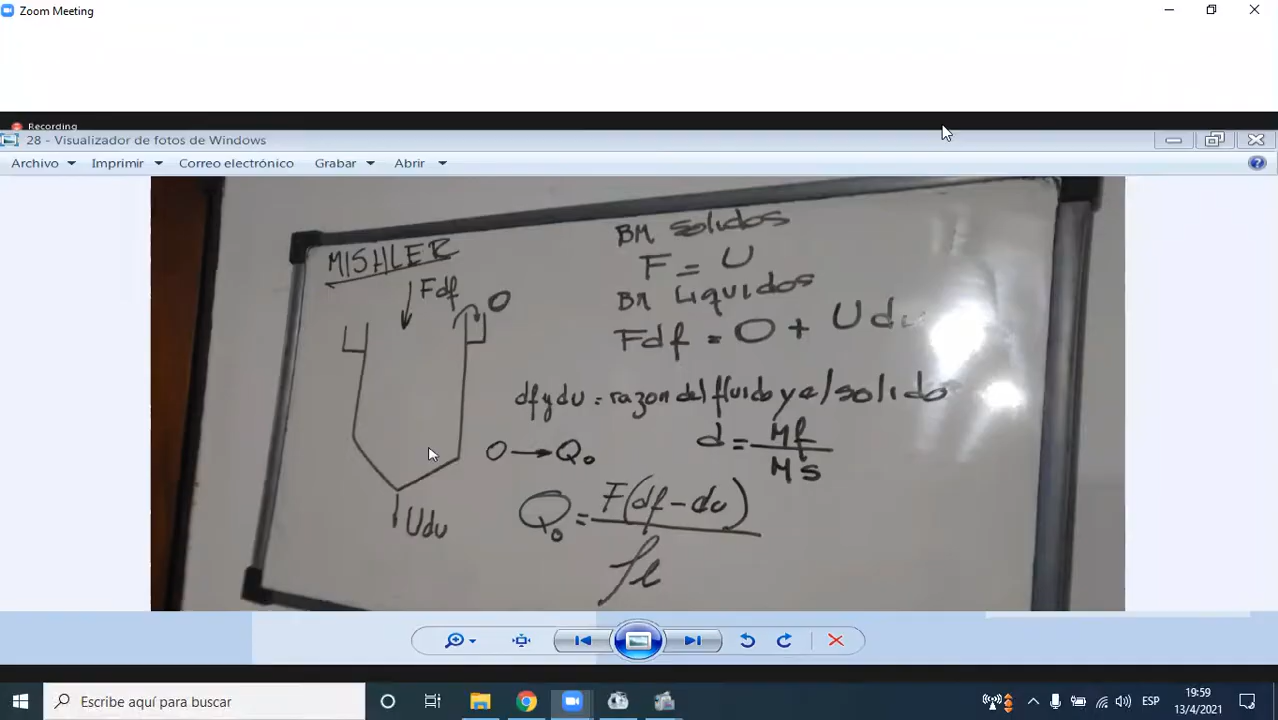 Zoom Meeting
Recording
28 - Visualizador de fotos de Windows
Archivo Imprimir Correo electrónico Grabar Abrir
MISHLER
Fdf
O
Udu
BM solidos
F = U
BM Liquidos
Fdf = O + Udu
df y du = razon del fluido y el solido
O → Qo
d = Mf / Ms
Qo = F(df - du) / ρl
Escribe aquí para buscar
ESP
19:59
13/4/2021